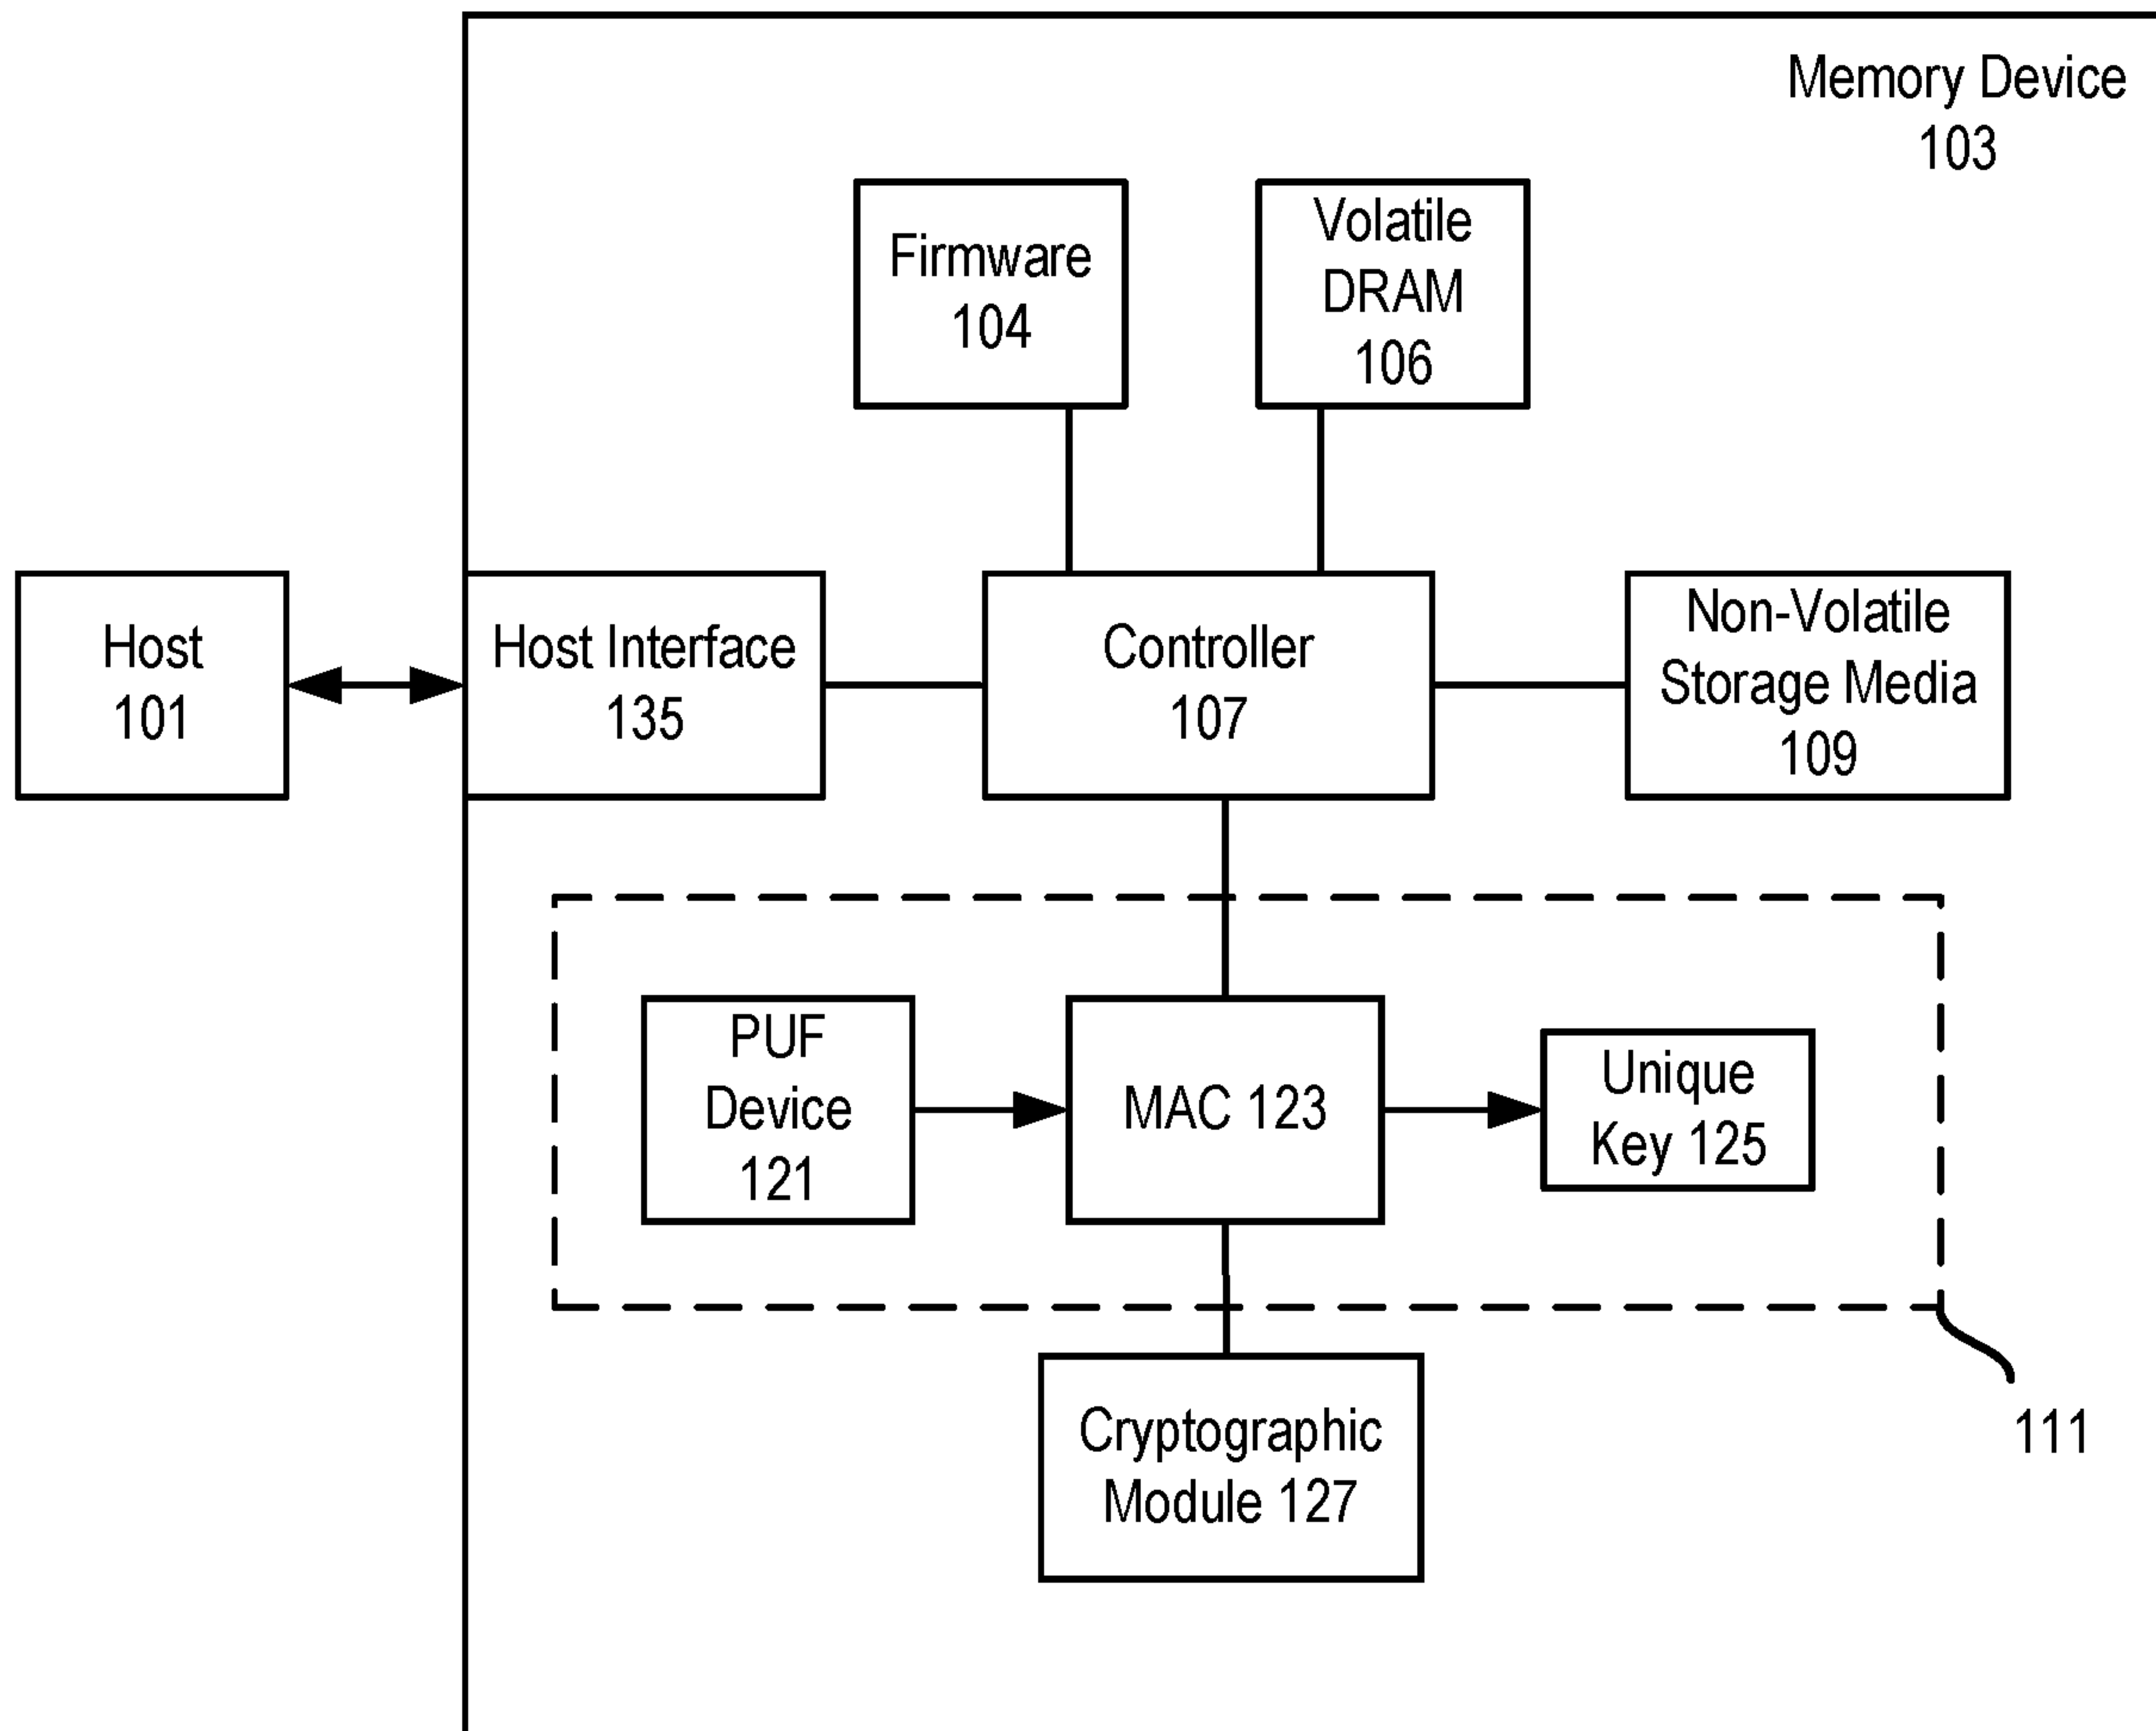 Memory Device
103
Firmware
104
Volatile
DRAM
106
Host
101
Host Interface
135
Controller
107
Non-Volatile
Storage Media
109
PUF
Device
121
MAC 123
Unique
Key 125
Cryptographic
Module 127
111